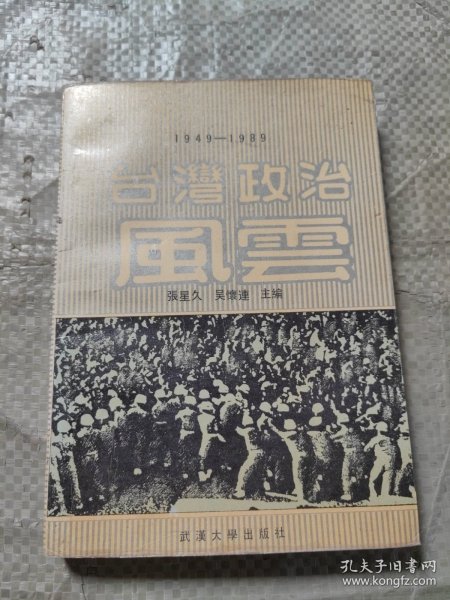 1949—1989
台灣政治
風雲
張星久 吴懷連 主編
武漢大學出版社
孔夫子旧书网
www.kongfz.com